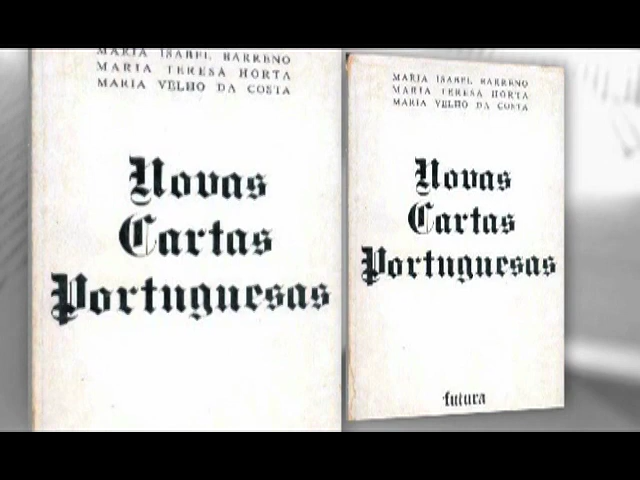 MARIA ISABEL BARRENO
MARIA TERESA HORTA
MARIA VELHO DA COSTA
Novas
Cartas
Portuguesas
MARIA ISABEL BARRENO
MARIA TERESA HORTA
MARIA VELHO DA COSTA
Novas
Cartas
Portuguesas
futura